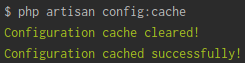 $ php artisan config:cache
Configuration cache cleared!
Configuration cached successfully!